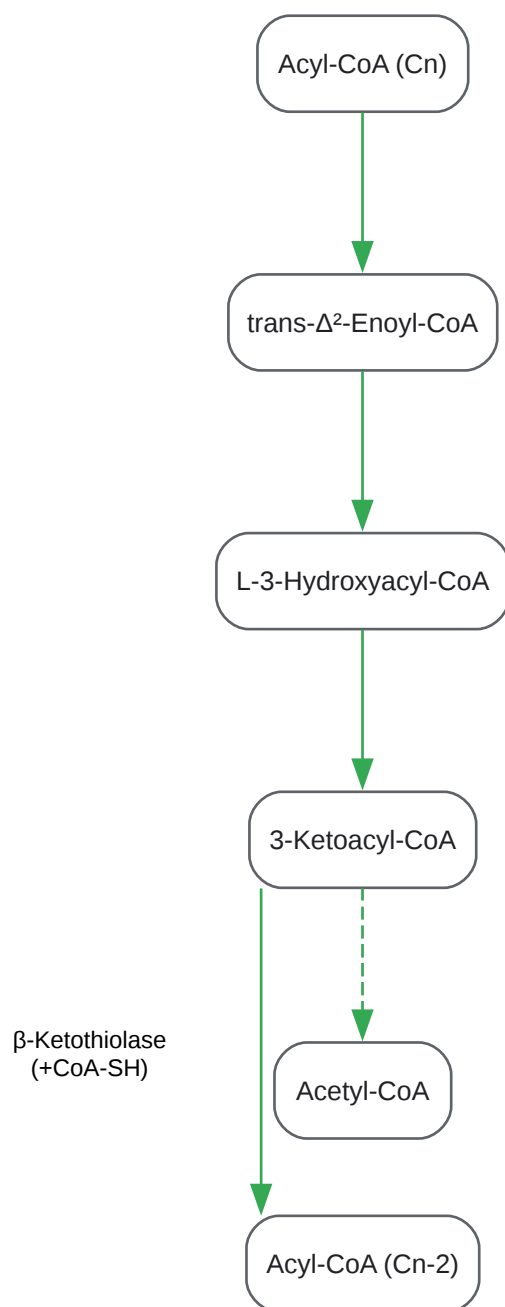 Acyl-CoA (Cn)
trans-Δ²-Enoyl-CoA
L-3-Hydroxyacyl-CoA
3-Ketoacyl-CoA
β-Ketothiolase
(+CoA-SH)
Acetyl-CoA
Acyl-CoA (Cn-2)